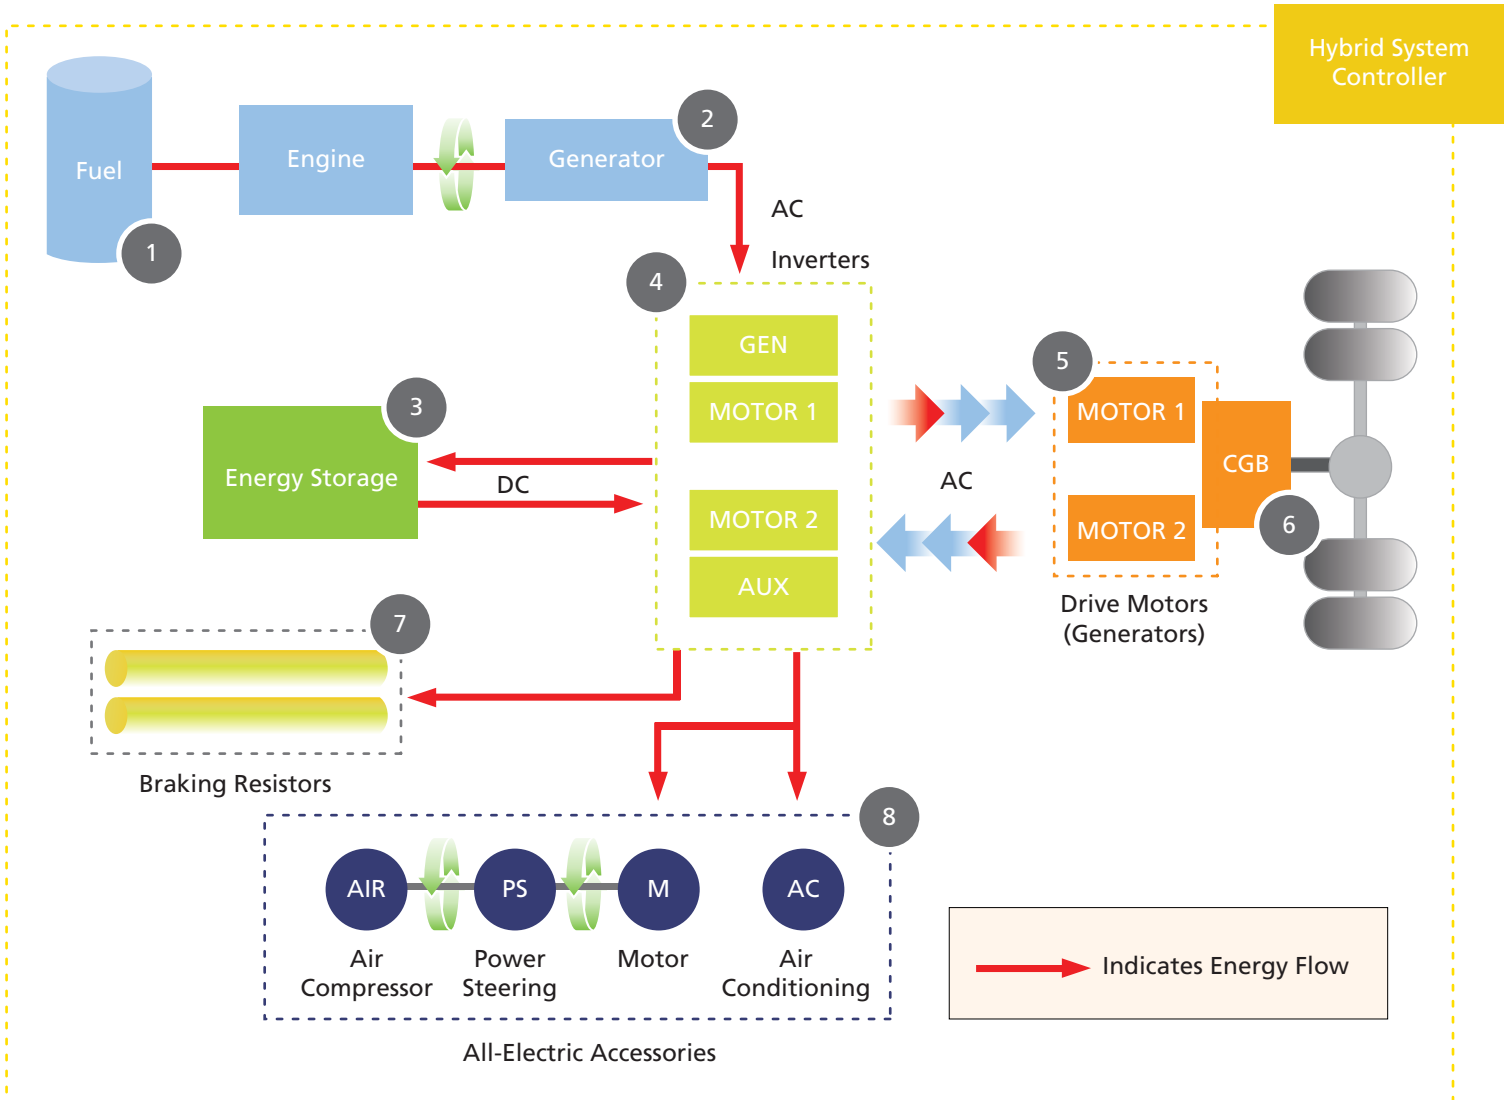 Hybrid System
Controller
Fuel
1
Engine
Generator
2
AC
Inverters
4
GEN
MOTOR 1
MOTOR 2
AUX
3
Energy Storage
DC
AC
5
MOTOR 1
MOTOR 2
CGB
6
Drive Motors
(Generators)
7
Braking Resistors
8
AIR
PS
M
AC
Air
Compressor
Power
Steering
Motor
Air
Conditioning
All-Electric Accessories
Indicates Energy Flow